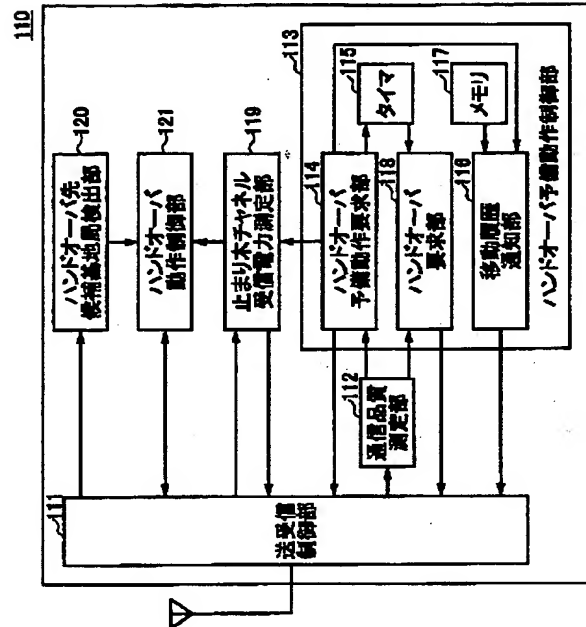 110
111
送受信
制御部
120
ハンドオーバ先
候補基地局検出部
121
ハンドオーバ
動作制御部
119
止まり木チャネル
受信電力測定部
112
通信品質
測定部
113
114
ハンドオーバ
予備動作要求部
115
タイマ
118
ハンドオーバ
要求部
117
メモリ
116
移動履歴
通知部
ハンドオーバ予備動作制御部